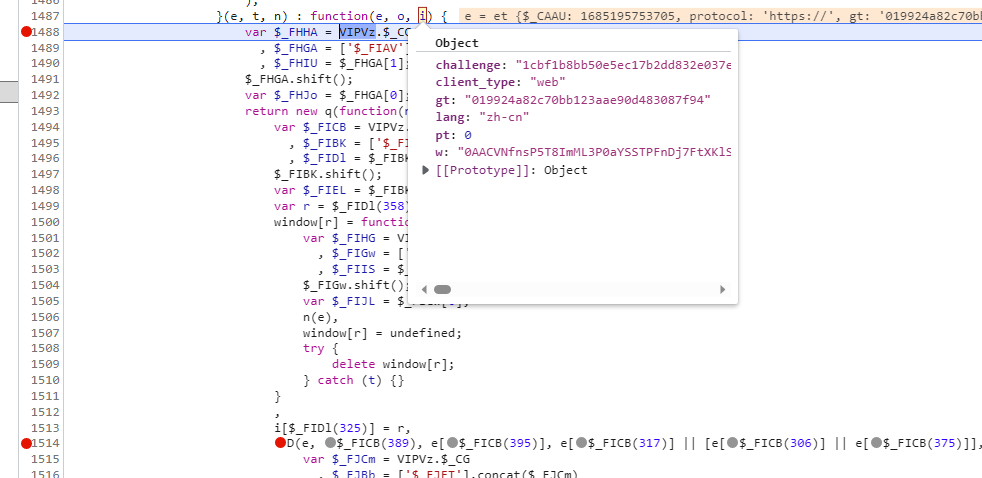 1487 }(e, t, n) : function(e, o, i) { e = et {$_CAAU: 1685195753705, protocol: 'https://', gt: '019924a82c70bb
1488 var $_FHHA = VIPVz.$_C
1489 , $_FHGA = ['$_FIAV'
1490 , $_FHIU = $_FHGA[1];
1491 $_FHGA.shift();
1492 var $_FHJo = $_FHGA[0];
1493 return new q(function(
1494 var $_FICB = VIPVz.
1495 , $_FIBK = ['$_FI
1496 , $_FIDl = $_FIBK
1497 $_FIBK.shift();
1498 var $_FIEL = $_FIBK
1499 var r = $_FIDl(358)
1500 window[r] = functio
1501 var $_FIHG = VI
1502 , $_FIGw = ['
1503 , $_FIIS = $_
1504 $_FIGw.shift();
1505 var $_FIJL = $_
1506 n(e),
1507 window[r] = undefined;
1508 try {
1509 delete window[r];
1510 } catch (t) {}
1511 }
1512 ,
1513 i[$_FIDl(325)] = r,
1514 D(e, $_FICB(389), e[$_FICB(395)], e[$_FICB(317)] || [e[$_FICB(306)] || e[$_FICB(375)]],
1515 var $_FJCm = VIPVz.$_CG
1516 , $_FJBb = ['$_FJFT'].concat($_FJCm)
Object
challenge: "1cbf1b8bb50e5ec17b2dd832e037e
client_type: "web"
gt: "019924a82c70bb123aae90d483087f94"
lang: "zh-cn"
pt: 0
w: "0AACVNfnsP5T8ImML3P0aYSSTPFnDj7FtXKlS
[[Prototype]]: Object